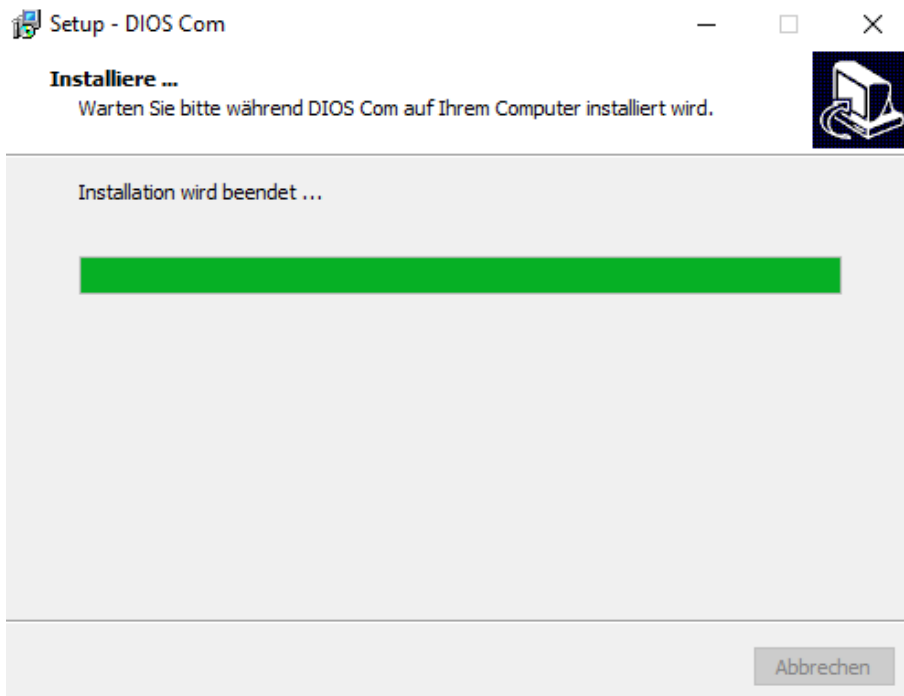 Setup - DIOS Com
Installiere ...
Warten Sie bitte während DIOS Com auf Ihrem Computer installiert wird.
Installation wird beendet ...
Abbrechen